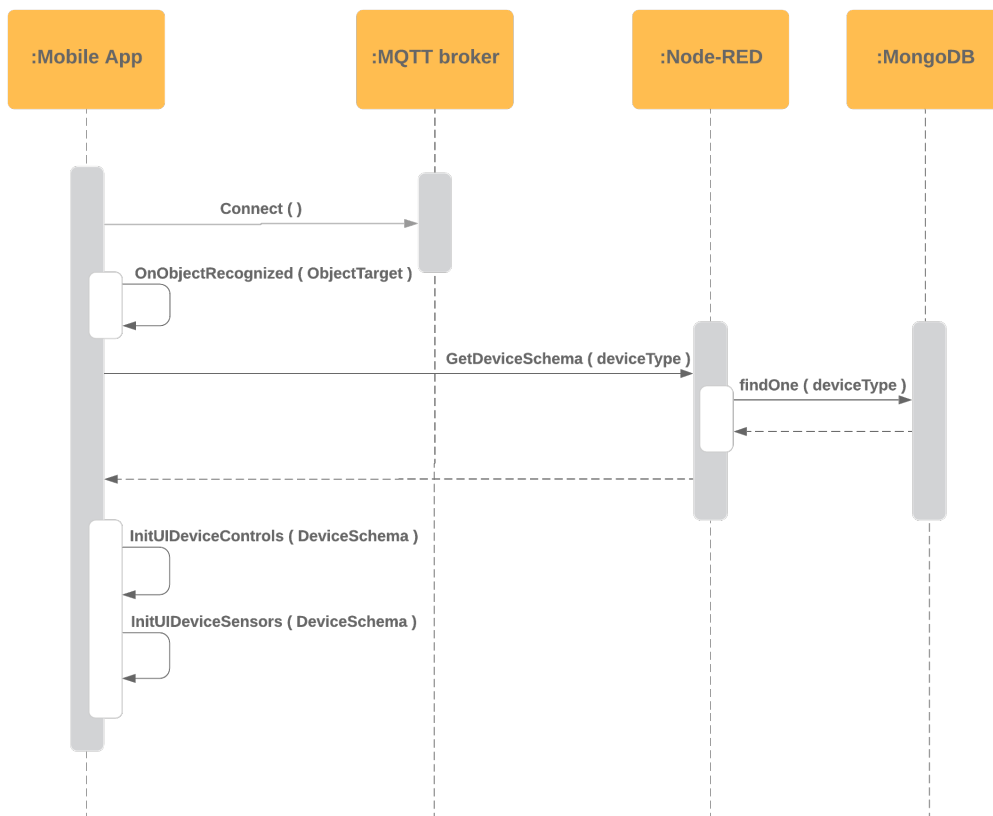 :Mobile App
:MQTT broker
:Node-RED
:MongoDB
Connect ( )
OnObjectRecognized ( ObjectTarget )
GetDeviceSchema ( deviceType )
findOne ( deviceType )
InitUIDeviceControls ( DeviceSchema )
InitUIDeviceSensors ( DeviceSchema )